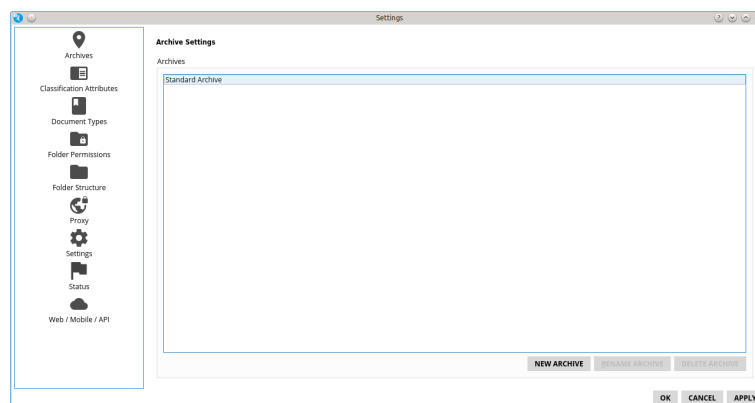 Settings
Archives
Classification Attributes
Document Types
Folder Permissions
Folder Structure
Proxy
Settings
Status
Web / Mobile / API
Archive Settings
Archives
Standard Archive
NEW ARCHIVE
RENAME ARCHIVE
DELETE ARCHIVE
OK
CANCEL
APPLY